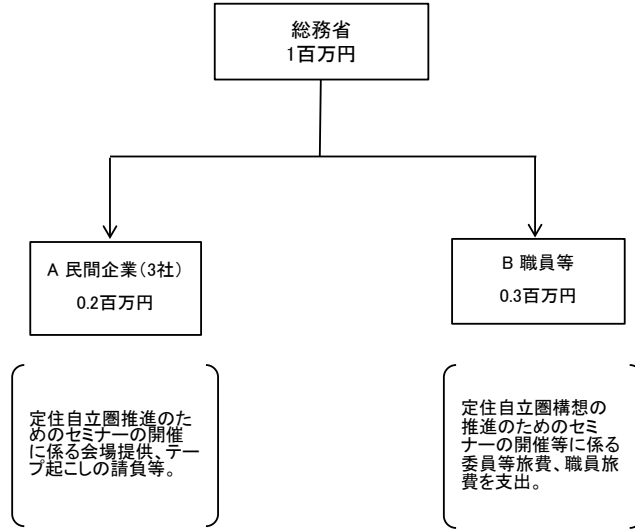 総務省
1百万円
A 民間企業(3社)
0.2百万円
B 職員等
0.3百万円
定住自立圏推進のた
めのセミナーの開催
に係る会場提供、テー
プ起こしの請負等。
定住自立圏構想の
推進のためのセミ
ナーの開催等に係る
委員等旅費、職員旅
費を支出。